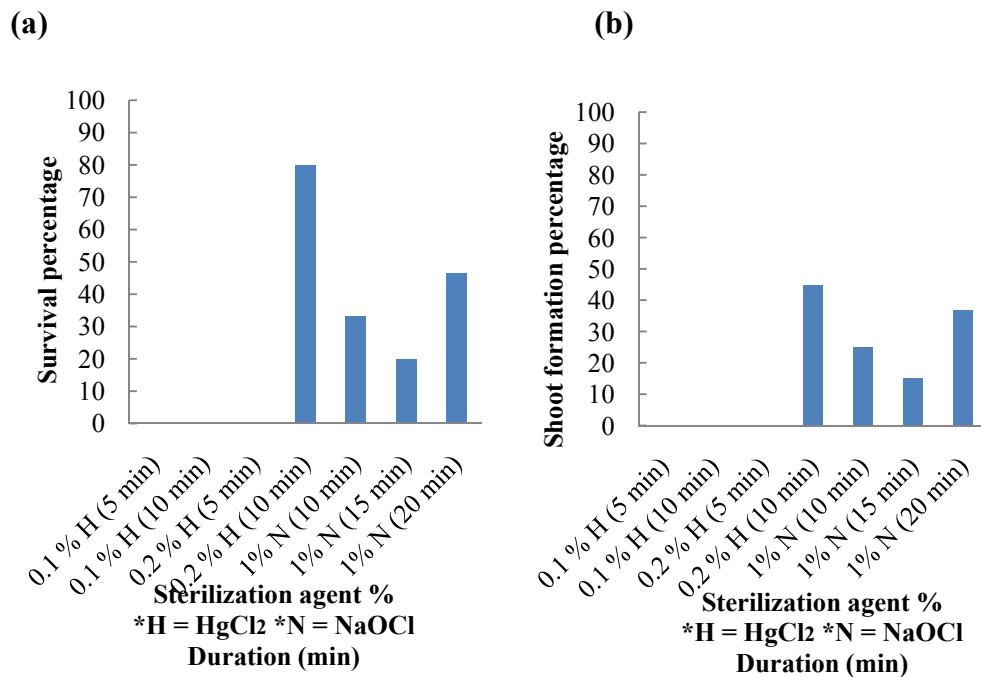 (a)
Survival percentage
100
90
80
70
60
50
40
30
20
10
0
0.1 % H (5 min)
0.1 % H (10 min)
0.2 % H (5 min)
0.2 % H (10 min)
1% N (10 min)
1% N (15 min)
1% N (20 min)
Sterilization agent %
*H = HgCl₂ *N = NaOCl
Duration (min)
(b)
Shoot formation percentage
100
90
80
70
60
50
40
30
20
10
0
0.1 % H (5 min)
0.1 % H (10 min)
0.2 % H (5 min)
0.2 % H (10 min)
1% N (10 min)
1% N (15 min)
1% N (20 min)
Sterilization agent %
*H = HgCl₂ *N = NaOCl
Duration (min)